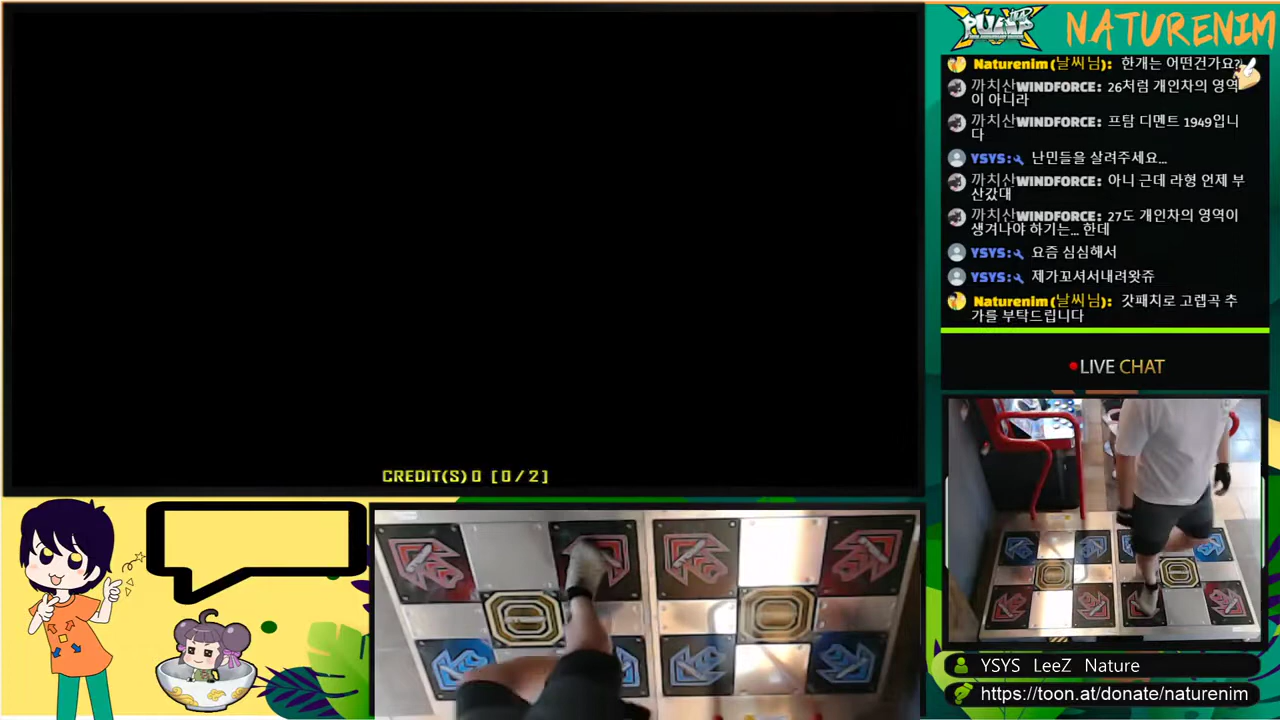 PUMP
NATURENIM
Naturenim(날씨님): 한개는 어떤건가요?
까치산WINDFORCE: 26처럼 개인차의 영역
이 아니라
까치산WINDFORCE: 프탐 디멘트 1949입니
다
YSYS: 난민들을 살려주세요...
까치산WINDFORCE: 아니 근데 라형 언제 부
산갔대
까치산WINDFORCE: 27도 개인차의 영역이
생겨나야 하기는... 한데
YSYS: 요즘 심심해서
YSYS: 제가꼬셔서내려왓쥬
Naturenim(날씨님): 갓패치로 고렙곡 추
가를 부탁드립니다
LIVE CHAT
CREDIT(S) 0 [0/2]
YSYS LeeZ Nature
https://toon.at/donate/naturenim